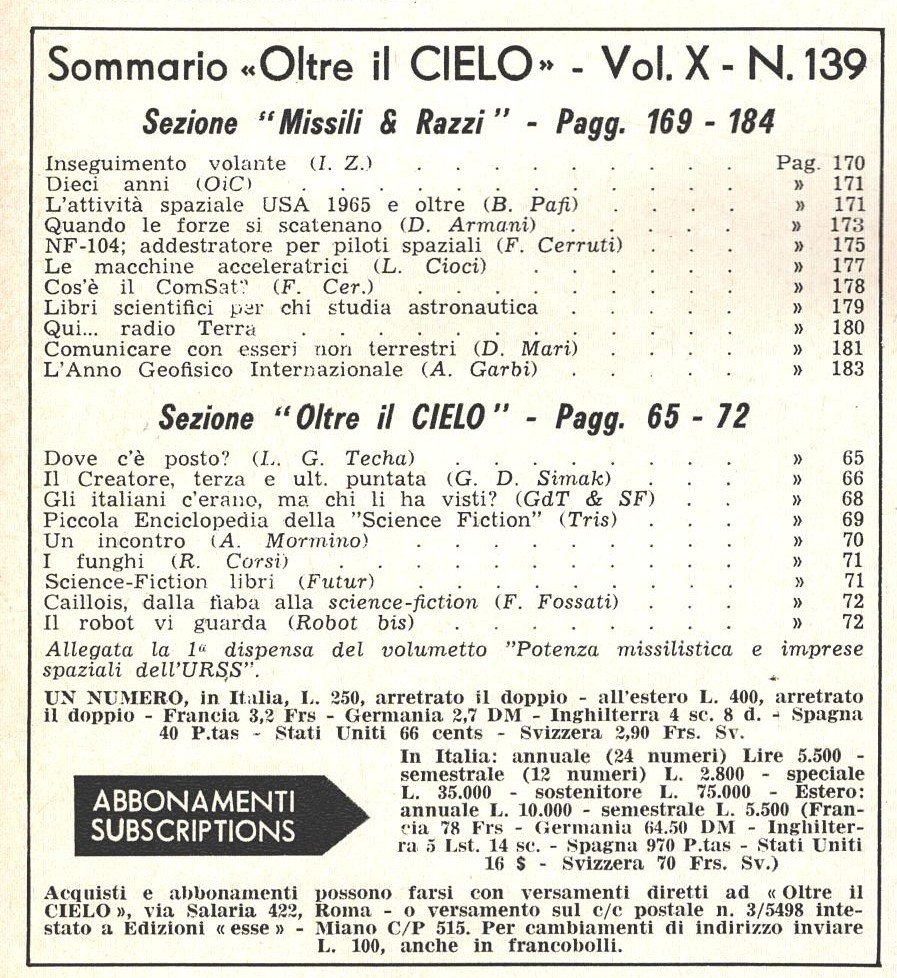 Sommario «Oltre il CIELO» - Vol. X - N. 139
Sezione "Missili & Razzi" - Pagg. 169 - 184
Inseguimento volante (I. Z.) . . . . . . . . Pag. 170
Dieci anni (OiC) . . . . . . . . . . . » 171
L'attività spaziale USA 1965 e oltre (B. Pafi) . . . . » 171
Quando le forze si scatenano (D. Armani) . . . . . » 173
NF-104; addestratore per piloti spaziali (F. Cerruti) . . . » 175
Le macchine acceleratrici (L. Cioci) . . . . . . » 177
Cos'è il ComSat? (F. Cer.) . . . . . . . . » 178
Libri scientifici per chi studia astronautica . . . . . » 179
Qui... radio Terra . . . . . . . . . . . » 180
Comunicare con esseri non terrestri (D. Mari) . . . . » 181
L'Anno Geofisico Internazionale (A. Garbi) . . . . . » 183
Sezione "Oltre il CIELO" - Pagg. 65 - 72
Dove c'è posto? (L. G. Techa) . . . . . . . . » 65
Il Creatore, terza e ult. puntata (G. D. Simak) . . . » 66
Gli italiani c'erano, ma chi li ha visti? (GdT & SF) . . » 68
Piccola Enciclopedia della "Science Fiction" (Tris) . . . » 69
Un incontro (A. Mormino) . . . . . . . . . » 70
I funghi (R. Corsi) . . . . . . . . . . » 71
Science-Fiction libri (Futur) . . . . . . . . » 71
Caillois, dalla fiaba alla science-fiction (F. Fossati) . . . » 72
Il robot vi guarda (Robot bis) . . . . . . . » 72
Allegata la 1ª dispensa del volumetto "Potenza missilistica e imprese
spaziali dell'URSS".
UN NUMERO, in Italia, L. 250, arretrato il doppio - all'estero L. 400, arretrato
il doppio - Francia 3,2 Frs - Germania 2,7 DM - Inghilterra 4 sc. 8 d. - Spagna
40 P.tas - Stati Uniti 66 cents - Svizzera 2,90 Frs. Sv.
ABBONAMENTI
SUBSCRIPTIONS
In Italia: annuale (24 numeri) Lire 5.500 -
semestrale (12 numeri) L. 2.800 - speciale
L. 35.000 - sostenitore L. 75.000 - Estero:
annuale L. 10.000 - semestrale L. 5.500 (Fran-
cia 78 Frs - Germania 64.50 DM - Inghilter-
ra 5 Lst. 14 sc. - Spagna 970 P.tas - Stati Uniti
16 $ - Svizzera 70 Frs. Sv.)
Acquisti e abbonamenti possono farsi con versamenti diretti ad «Oltre il
CIELO», via Salaria 422, Roma - o versamento sul c/c postale n. 3/5498 inte-
stato a Edizioni «esse» - Miano C/P 515. Per cambiamenti di indirizzo inviare
L. 100, anche in francobolli.